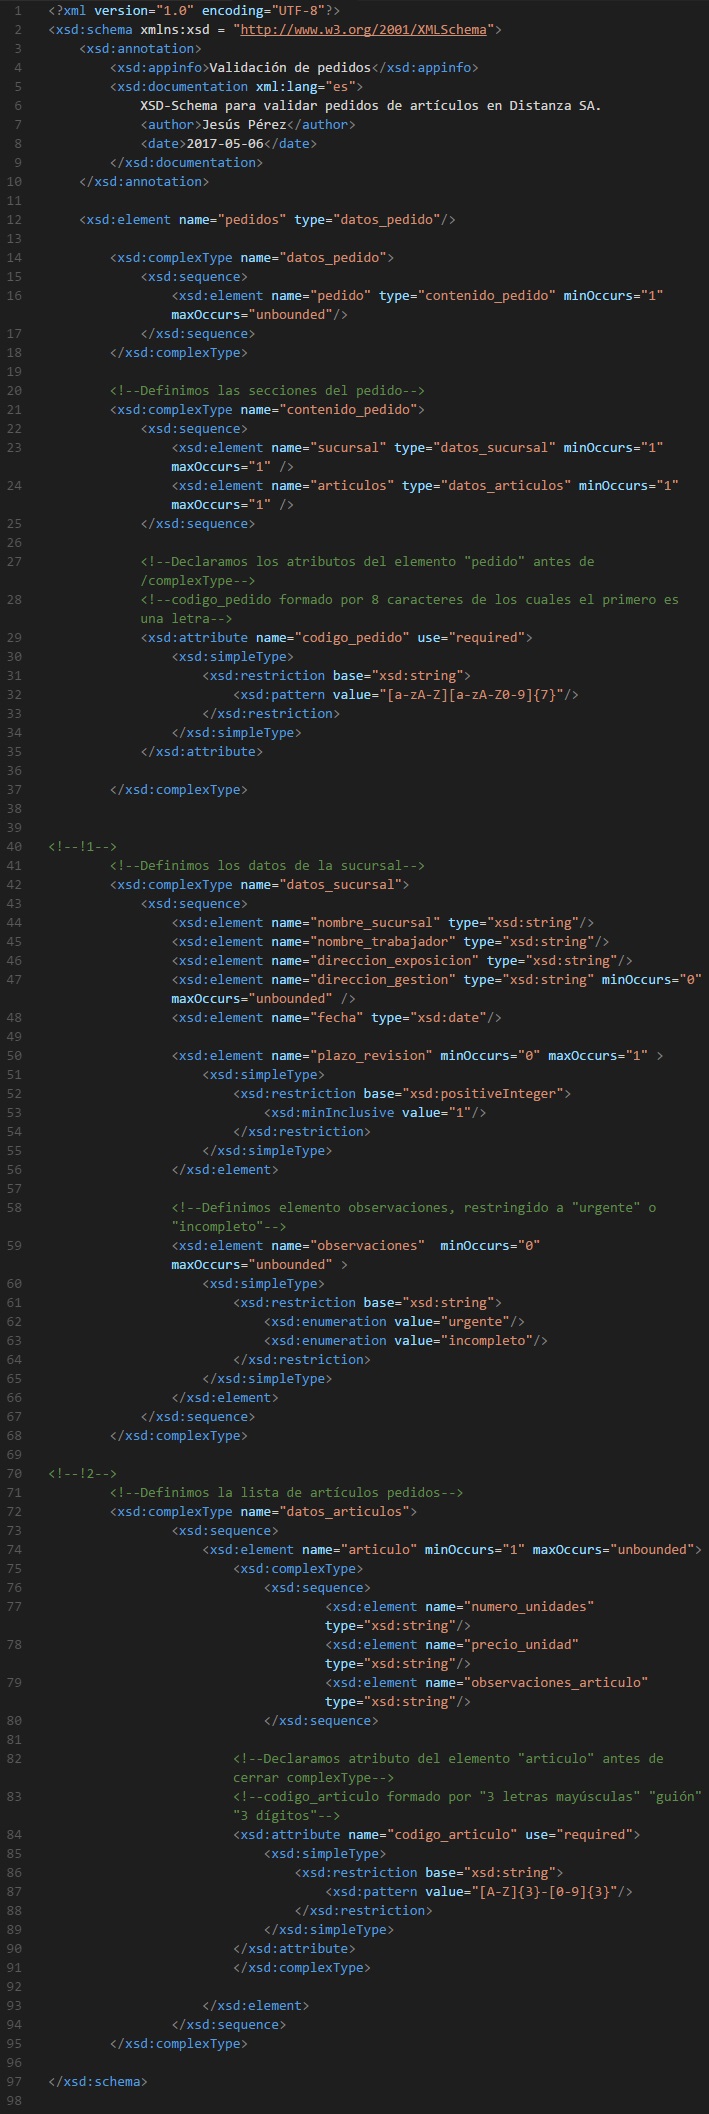 1 <?xml version="1.0" encoding="UTF-8"?>
2 <xsd:schema xmlns:xsd = "http://www.w3.org/2001/XMLSchema">
3 <xsd:annotation>
4 <xsd:appinfo>Validación de pedidos</xsd:appinfo>
5 <xsd:documentation xml:lang="es">
6 XSD-Schema para validar pedidos de artículos en Distanza SA.
7 <author>Jesús Pérez</author>
8 <date>2017-05-06</date>
9 </xsd:documentation>
10 </xsd:annotation>
11
12 <xsd:element name="pedidos" type="datos_pedido"/>
13
14 <xsd:complexType name="datos_pedido">
15 <xsd:sequence>
16 <xsd:element name="pedido" type="contenido_pedido" minOccurs="1"
maxOccurs="unbounded"/>
17 </xsd:sequence>
18 </xsd:complexType>
19
20 <!--Definimos las secciones del pedido-->
21 <xsd:complexType name="contenido_pedido">
22 <xsd:sequence>
23 <xsd:element name="sucursal" type="datos_sucursal" minOccurs="1"
maxOccurs="1" />
24 <xsd:element name="articulos" type="datos_articulos" minOccurs="1"
maxOccurs="1" />
25 </xsd:sequence>
26
27 <!--Declaramos los atributos del elemento "pedido" antes de
/complexType-->
28 <!--codigo_pedido formado por 8 caracteres de los cuales el primero es
una letra-->
29 <xsd:attribute name="codigo_pedido" use="required">
30 <xsd:simpleType>
31 <xsd:restriction base="xsd:string">
32 <xsd:pattern value="[a-zA-Z][a-zA-Z0-9]{7}"/>
33 </xsd:restriction>
34 </xsd:simpleType>
35 </xsd:attribute>
36
37 </xsd:complexType>
38
39
40 <!--!1-->
41 <!--Definimos los datos de la sucursal-->
42 <xsd:complexType name="datos_sucursal">
43 <xsd:sequence>
44 <xsd:element name="nombre_sucursal" type="xsd:string"/>
45 <xsd:element name="nombre_trabajador" type="xsd:string"/>
46 <xsd:element name="direccion_exposicion" type="xsd:string"/>
47 <xsd:element name="direccion_gestion" type="xsd:string" minOccurs="0"
maxOccurs="unbounded" />
48 <xsd:element name="fecha" type="xsd:date"/>
49
50 <xsd:element name="plazo_revision" minOccurs="0" maxOccurs="1" >
51 <xsd:simpleType>
52 <xsd:restriction base="xsd:positiveInteger">
53 <xsd:minInclusive value="1"/>
54 </xsd:restriction>
55 </xsd:simpleType>
56 </xsd:element>
57
58 <!--Definimos elemento observaciones, restringido a "urgente" o
"incompleto"-->
59 <xsd:element name="observaciones"  minOccurs="0"
maxOccurs="unbounded" >
60 <xsd:simpleType>
61 <xsd:restriction base="xsd:string">
62 <xsd:enumeration value="urgente"/>
63 <xsd:enumeration value="incompleto"/>
64 </xsd:restriction>
65 </xsd:simpleType>
66 </xsd:element>
67 </xsd:sequence>
68 </xsd:complexType>
69
70 <!--!2-->
71 <!--Definimos la lista de artículos pedidos-->
72 <xsd:complexType name="datos_articulos">
73 <xsd:sequence>
74 <xsd:element name="articulo" minOccurs="1" maxOccurs="unbounded">
75 <xsd:complexType>
76 <xsd:sequence>
77 <xsd:element name="numero_unidades"
type="xsd:string"/>
78 <xsd:element name="precio_unidad"
type="xsd:string"/>
79 <xsd:element name="observaciones_articulo"
type="xsd:string"/>
80 </xsd:sequence>
81
82 <!--Declaramos atributo del elemento "articulo" antes de
cerrar complexType-->
83 <!--codigo_articulo formado por "3 letras mayúsculas" "guión"
"3 dígitos"-->
84 <xsd:attribute name="codigo_articulo" use="required">
85 <xsd:simpleType>
86 <xsd:restriction base="xsd:string">
87 <xsd:pattern value="[A-Z]{3}-[0-9]{3}"/>
88 </xsd:restriction>
89 </xsd:simpleType>
90 </xsd:attribute>
91 </xsd:complexType>
92
93 </xsd:element>
94 </xsd:sequence>
95 </xsd:complexType>
96
97 </xsd:schema>
98